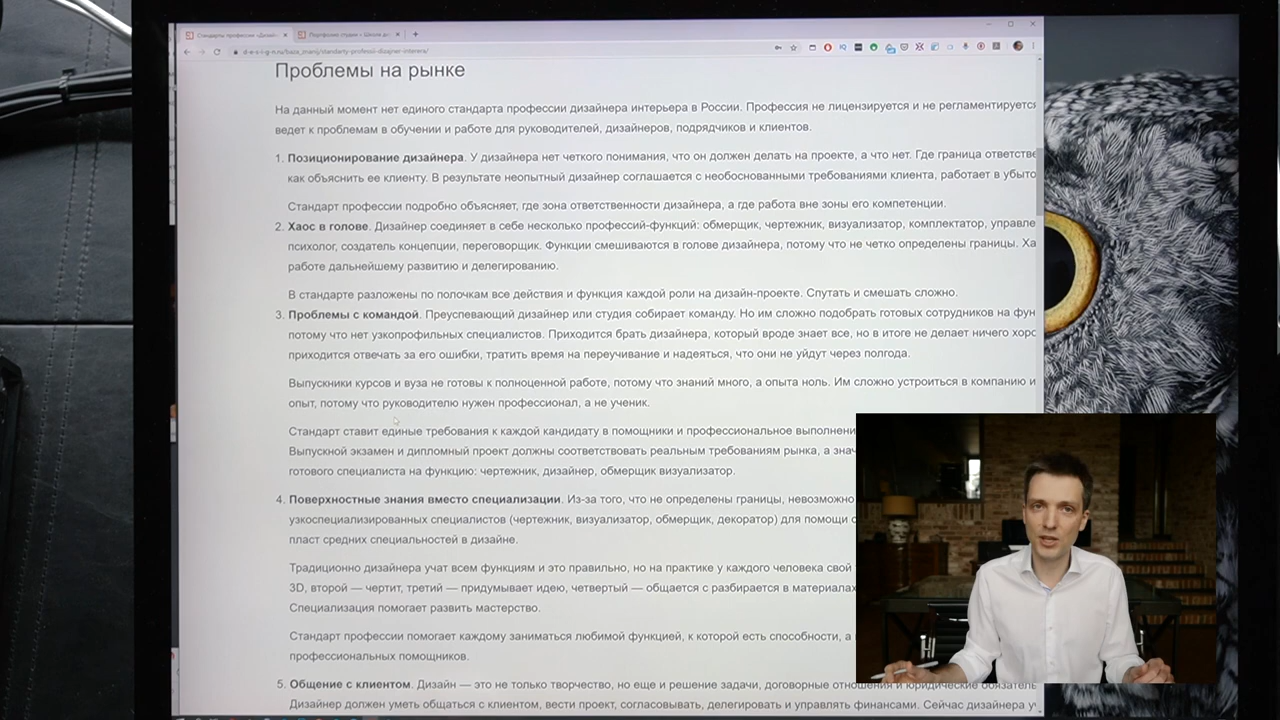 Стандарты профессии «Дизайн
Портфолио студии – Школа ди
d-e-s-i-g-n.ru/baza_znanij/standarty-professii-dizajner-interera/
Проблемы на рынке
На данный момент нет единого стандарта профессии дизайнера интерьера в России. Профессия не лицензируется и не регламентируется
ведет к проблемам в обучении и работе для руководителей, дизайнеров, подрядчиков и клиентов.
1. Позиционирование дизайнера. У дизайнера нет четкого понимания, что он должен делать на проекте, а что нет. Где граница ответстве
как объяснить ее клиенту. В результате неопытный дизайнер соглашается с необоснованными требованиями клиента, работает в убыто
Стандарт профессии подробно объясняет, где зона ответственности дизайнера, а где работа вне зоны его компетенции.
2. Хаос в голове. Дизайнер соединяет в себе несколько профессий-функций: обмерщик, чертежник, визуализатор, комплектатор, управле
психолог, создатель концепции, переговорщик. Функции смешиваются в голове дизайнера, потому что не четко определены границы. Ха
работе дальнейшему развитию и делегированию.
В стандарте разложены по полочкам все действия и функция каждой роли на дизайн-проекте. Спутать и смешать сложно.
3. Проблемы с командой. Преуспевающий дизайнер или студия собирает команду. Но им сложно подобрать готовых сотрудников на фун
потому что нет узкопрофильных специалистов. Приходится брать дизайнера, который вроде знает все, но в итоге не делает ничего хорс
приходится отвечать за его ошибки, тратить время на переучивание и надеяться, что они не уйдут через полгода.
Выпускники курсов и вуза не готовы к полноценной работе, потому что знаний много, а опыта ноль. Им сложно устроиться в компанию и
опыт, потому что руководителю нужен профессионал, а не ученик.
Стандарт ставит единые требования к каждой кандидату в помощники и профессиональное выполнени
Выпускной экзамен и дипломный проект должны соответствовать реальным требованиям рынка, а знач
готового специалиста на функцию: чертежник, дизайнер, обмерщик визуализатор.
4. Поверхностные знания вместо специализации. Из-за того, что не определены границы, невозможно
узкоспециализированных специалистов (чертежник, визуализатор, обмерщик, декоратор) для помощи с
пласт средних специальностей в дизайне.
Традиционно дизайнера учат всем функциям и это правильно, но на практике у каждого человека свой
3D, второй — чертит, третий — придумывает идею, четвертый — общается с разбирается в материалах
Специализация помогает развить мастерство.
Стандарт профессии помогает каждому заниматься любимой функцией, к которой есть способности, а
профессиональных помощников.
5. Общение с клиентом. Дизайн — это не только творчество, но еще и решение задачи, договорные отношения и юридические обязатель
Дизайнер должен уметь общаться с клиентом, вести проект, согласовывать, делегировать и управлять финансами. Сейчас дизайнера уч